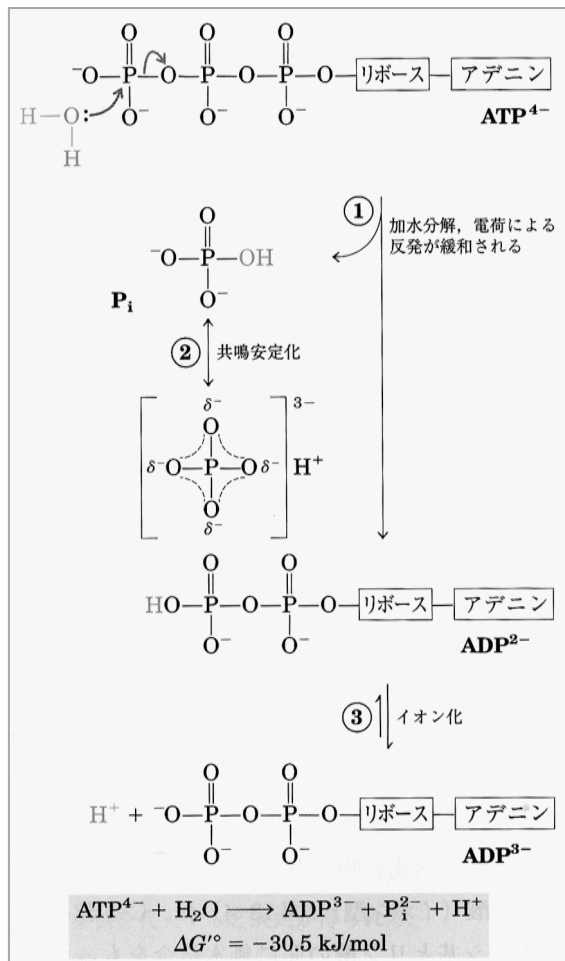 O O O
⁻O—P—O—P—O—P—O—リボース—アデニン
O⁻ O⁻ O⁻
H—O:
H
ATP⁴⁻
① 加水分解，電荷による
反発が緩和される
O
⁻O—P—OH
O⁻
Pᵢ
② 共鳴安定化
δ⁻ 3−
O
δ⁻O—P—Oδ⁻ H⁺
O
δ⁻
O O
HO—P—O—P—O—リボース—アデニン
O⁻ O⁻
ADP²⁻
③ イオン化
O O
H⁺ + ⁻O—P—O—P—O—リボース—アデニン
O⁻ O⁻
ADP³⁻
ATP⁴⁻ + H₂O ⟶ ADP³⁻ + Pᵢ²⁻ + H⁺
ΔG′° = −30.5 kJ/mol